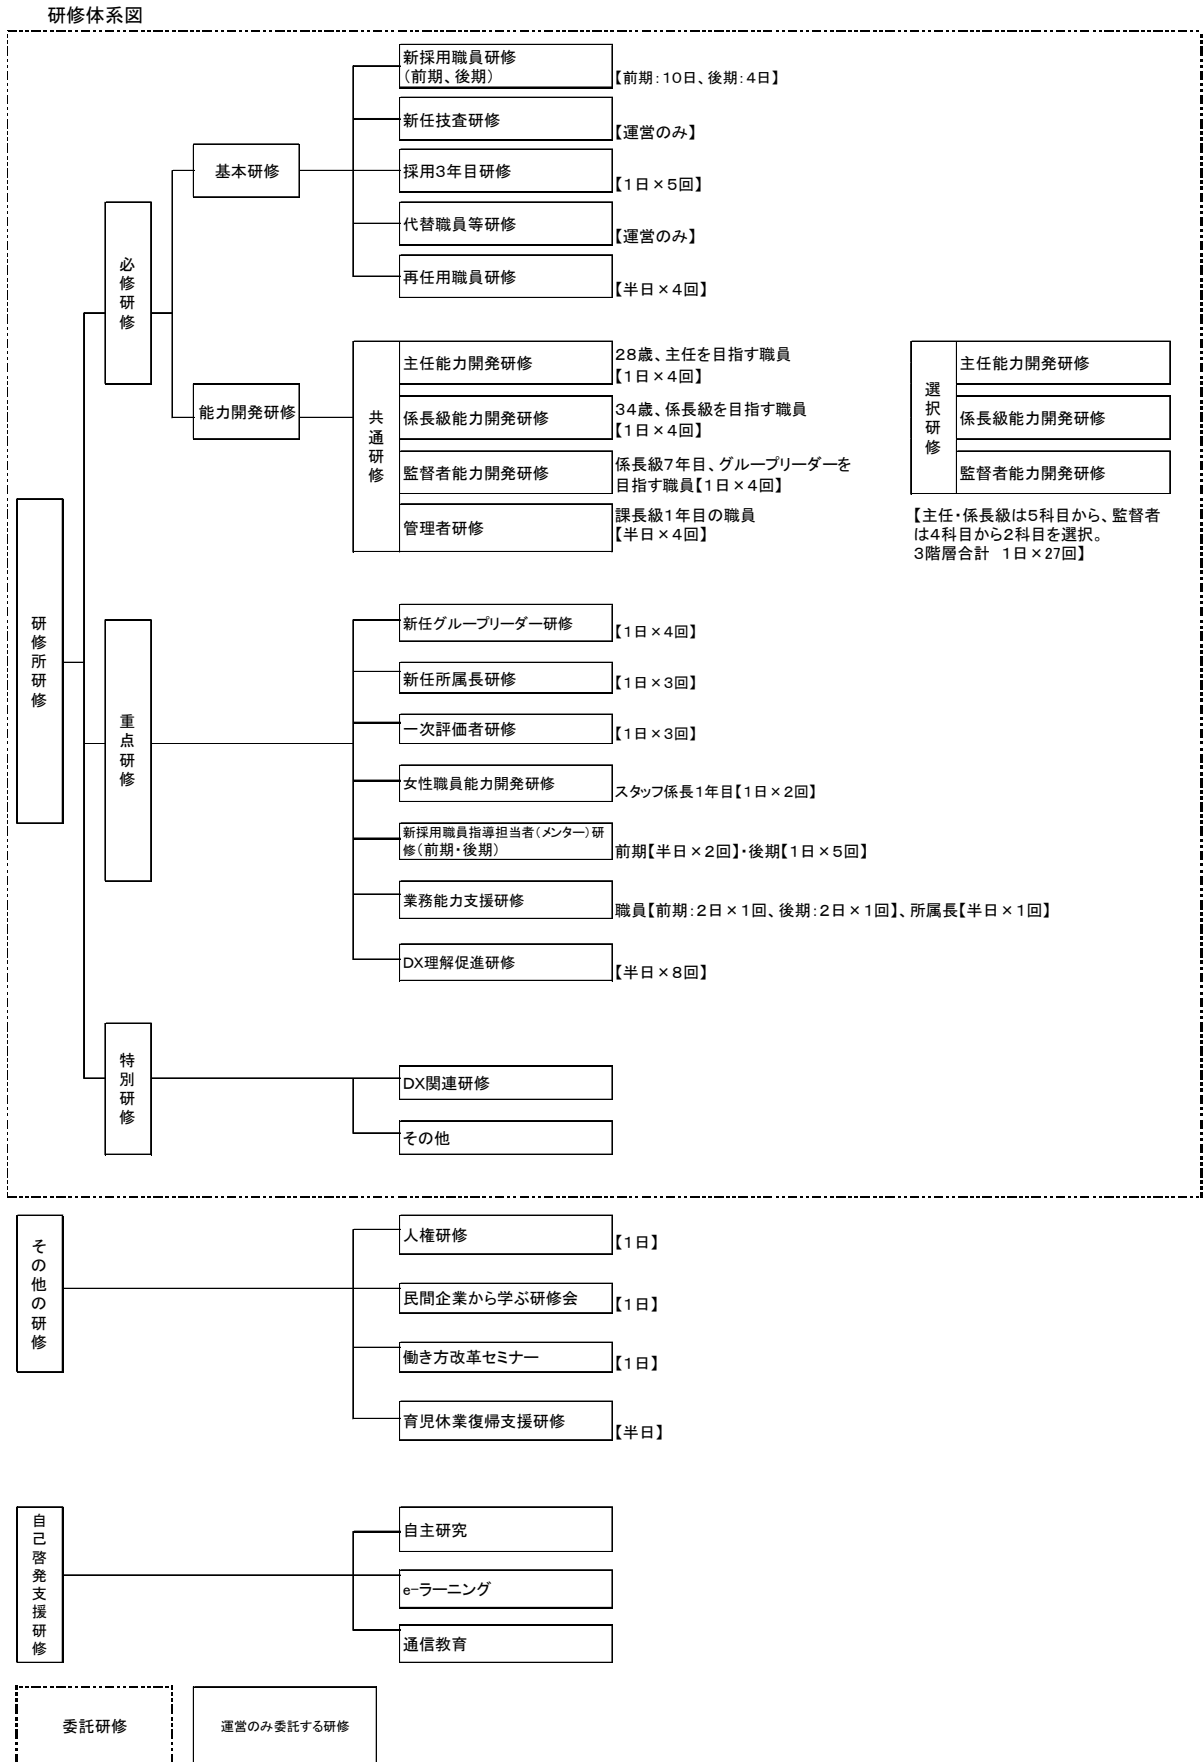 研修体系図
新採用職員研修
(前期、後期)
【前期:10日、後期:4日】
新任技査研修
【運営のみ】
基本研修
採用3年目研修
【1日×5回】
代替職員等研修
【運営のみ】
必修研修
再任用職員研修
【半日×4回】
能力開発研修
共通研修
主任能力開発研修
28歳、主任を目指す職員
【1日×4回】
係長級能力開発研修
34歳、係長級を目指す職員
【1日×4回】
監督者能力開発研修
係長級7年目、グループリーダーを
目指す職員【1日×4回】
管理者研修
課長級1年目の職員
【半日×4回】
選択研修
主任能力開発研修
係長級能力開発研修
監督者能力開発研修
【主任・係長級は5科目から、監督者
は4科目から2科目を選択。
3階層合計 1日×27回】
研修所研修
重点研修
新任グループリーダー研修
【1日×4回】
新任所属長研修
【1日×3回】
一次評価者研修
【1日×3回】
女性職員能力開発研修
スタッフ係長1年目【1日×2回】
新採用職員指導担当者(メンター)研
修(前期・後期)
前期【半日×2回】・後期【1日×5回】
業務能力支援研修
職員【前期:2日×1回、後期:2日×1回】、所属長【半日×1回】
DX理解促進研修
【半日×8回】
特別研修
DX関連研修
その他
その他の研修
人権研修
【1日】
民間企業から学ぶ研修会
【1日】
働き方改革セミナー
【1日】
育児休業復帰支援研修
【半日】
自己啓発支援研修
自主研究
e-ラーニング
通信教育
委託研修
運営のみ委託する研修